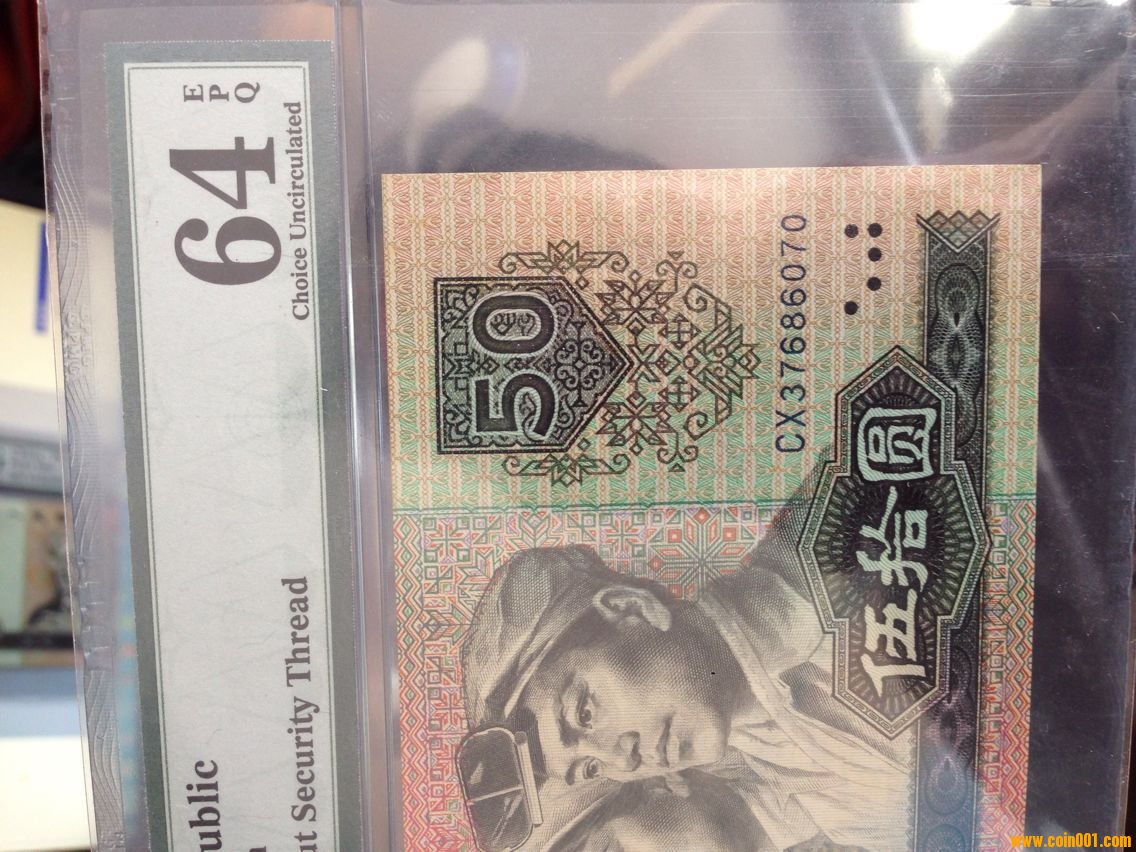 64
EPQ
Choice Uncirculated
ut Security Thread
ublic
50
CX37686070
伍拾圆
www.coin001.com